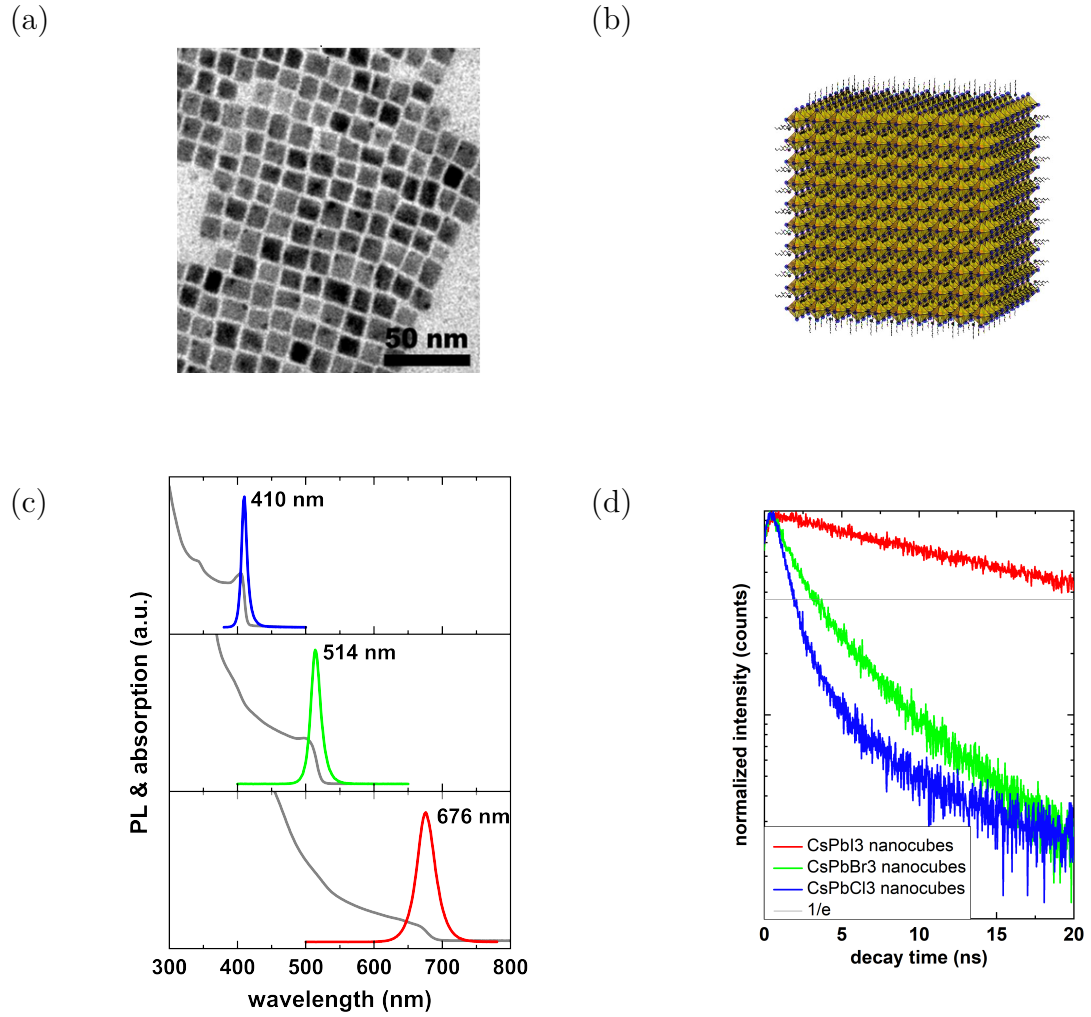 (a)
(b)
50 nm
(c)
(d)
410 nm
514 nm
676 nm
PL & absorption (a.u.)
300 400 500 600 700 800
wavelength (nm)
normalized intensity (counts)
CsPbI3 nanocubes
CsPbBr3 nanocubes
CsPbCl3 nanocubes
1/e
0 5 10 15 20
decay time (ns)